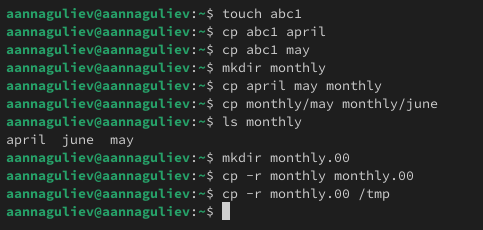 aannaguliev@aannaguliev:~$ touch abc1
aannaguliev@aannaguliev:~$ cp abc1 april
aannaguliev@aannaguliev:~$ cp abc1 may
aannaguliev@aannaguliev:~$ mkdir monthly
aannaguliev@aannaguliev:~$ cp april may monthly
aannaguliev@aannaguliev:~$ cp monthly/may monthly/june
aannaguliev@aannaguliev:~$ ls monthly
april  june  may
aannaguliev@aannaguliev:~$ mkdir monthly.00
aannaguliev@aannaguliev:~$ cp -r monthly monthly.00
aannaguliev@aannaguliev:~$ cp -r monthly.00 /tmp
aannaguliev@aannaguliev:~$